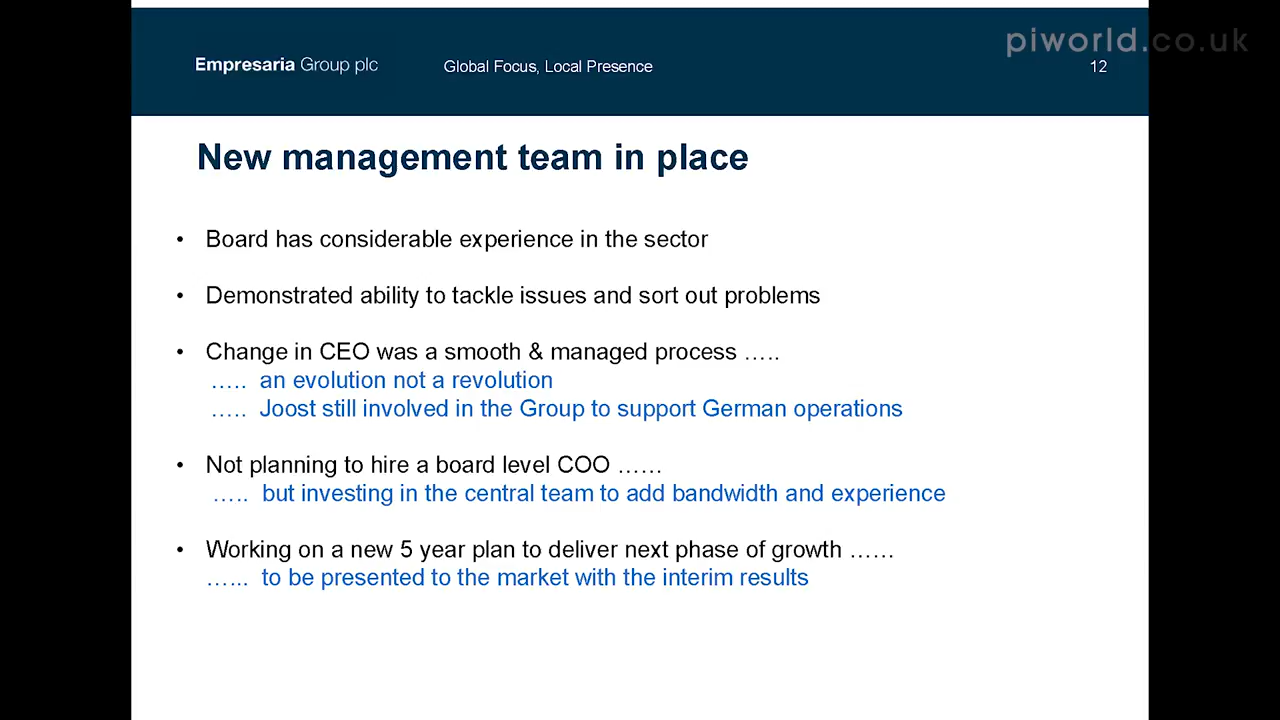 piworld.co.uk
Empresaria Group plc
Global Focus, Local Presence
12
New management team in place
• Board has considerable experience in the sector
• Demonstrated ability to tackle issues and sort out problems
• Change in CEO was a smooth & managed process …..
….. an evolution not a revolution
….. Joost still involved in the Group to support German operations
• Not planning to hire a board level COO ……
….. but investing in the central team to add bandwidth and experience
• Working on a new 5 year plan to deliver next phase of growth ……
…... to be presented to the market with the interim results